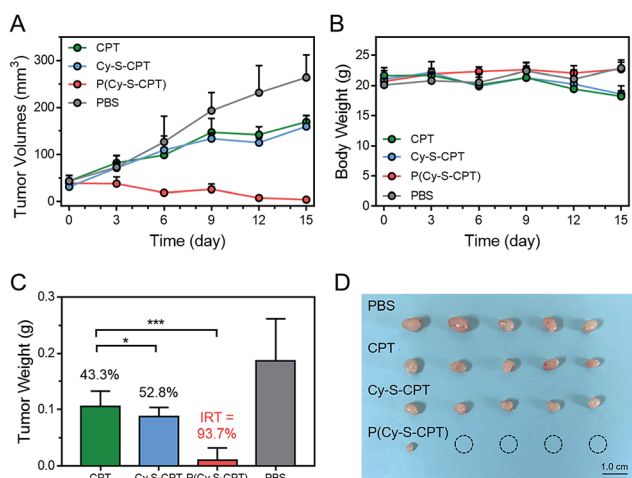 A
CPT
Cy-S-CPT
P(Cy-S-CPT)
PBS
Tumor Volumes (mm³)
300
200
100
0
0 3 6 9 12 15
Time (day)
B
Body Weight (g)
25
20
15
10
5
0
CPT
Cy-S-CPT
P(Cy-S-CPT)
PBS
0 3 6 9 12 15
Time (day)
C
Tumor Weight (g)
0.3
0.2
0.1
0.0
***
*
43.3%
52.8%
IRT =
93.7%
CPT Cy-S-CPT P(Cy-S-CPT) PBS
D
PBS
CPT
Cy-S-CPT
P(Cy-S-CPT)
1.0 cm